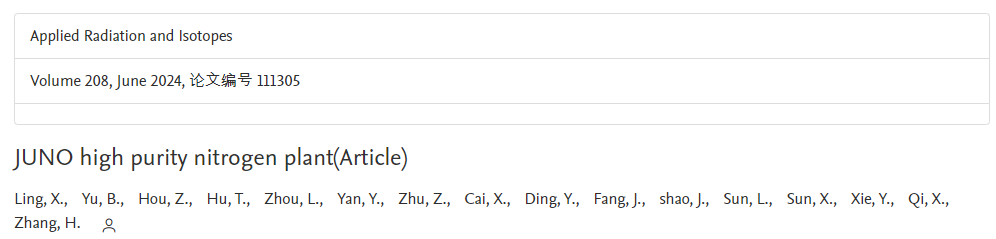 Applied Radiation and Isotopes
Volume 208, June 2024, 论文编号 111305
JUNO high purity nitrogen plant(Article)
Ling, X., Yu, B., Hou, Z., Hu, T., Zhou, L., Yan, Y., Zhu, Z., Cai, X., Ding, Y., Fang, J., shao, J., Sun, L., Sun, X., Xie, Y., Qi, X.,
Zhang, H.